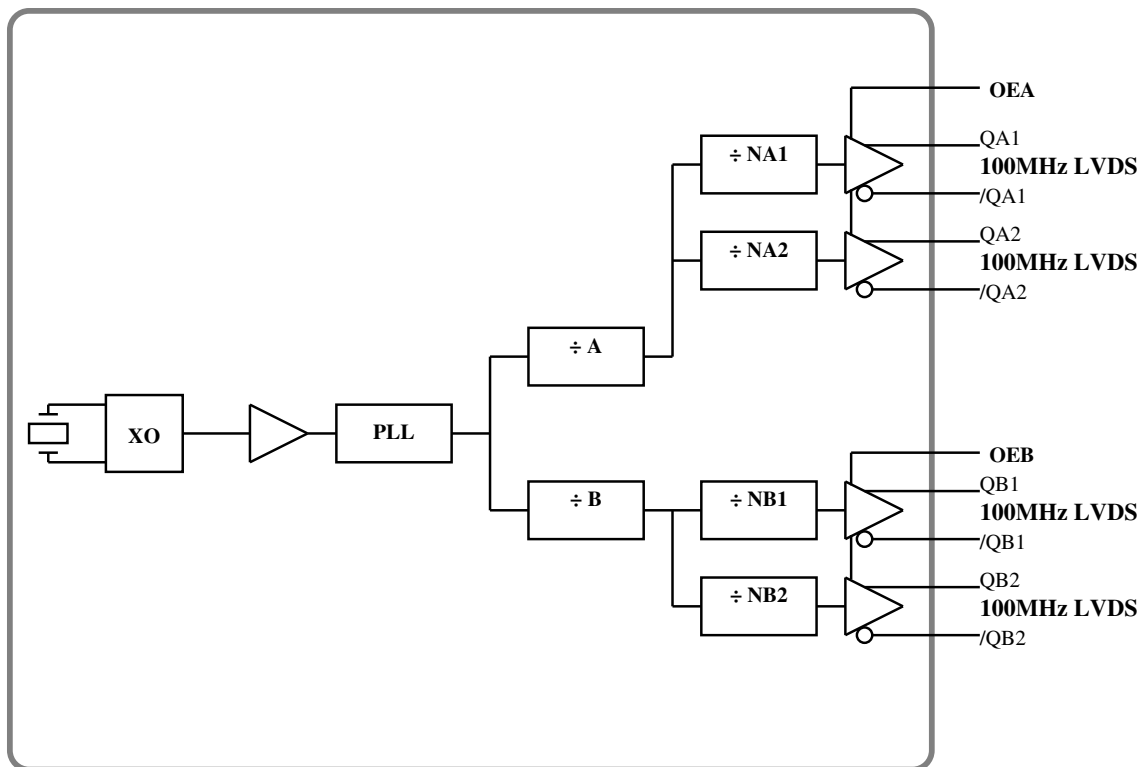 OEA
÷ NA1
QA1
100MHz LVDS
/QA1
÷ NA2
QA2
100MHz LVDS
/QA2
÷ A
XO
PLL
OEB
÷ B
÷ NB1
QB1
100MHz LVDS
/QB1
÷ NB2
QB2
100MHz LVDS
/QB2